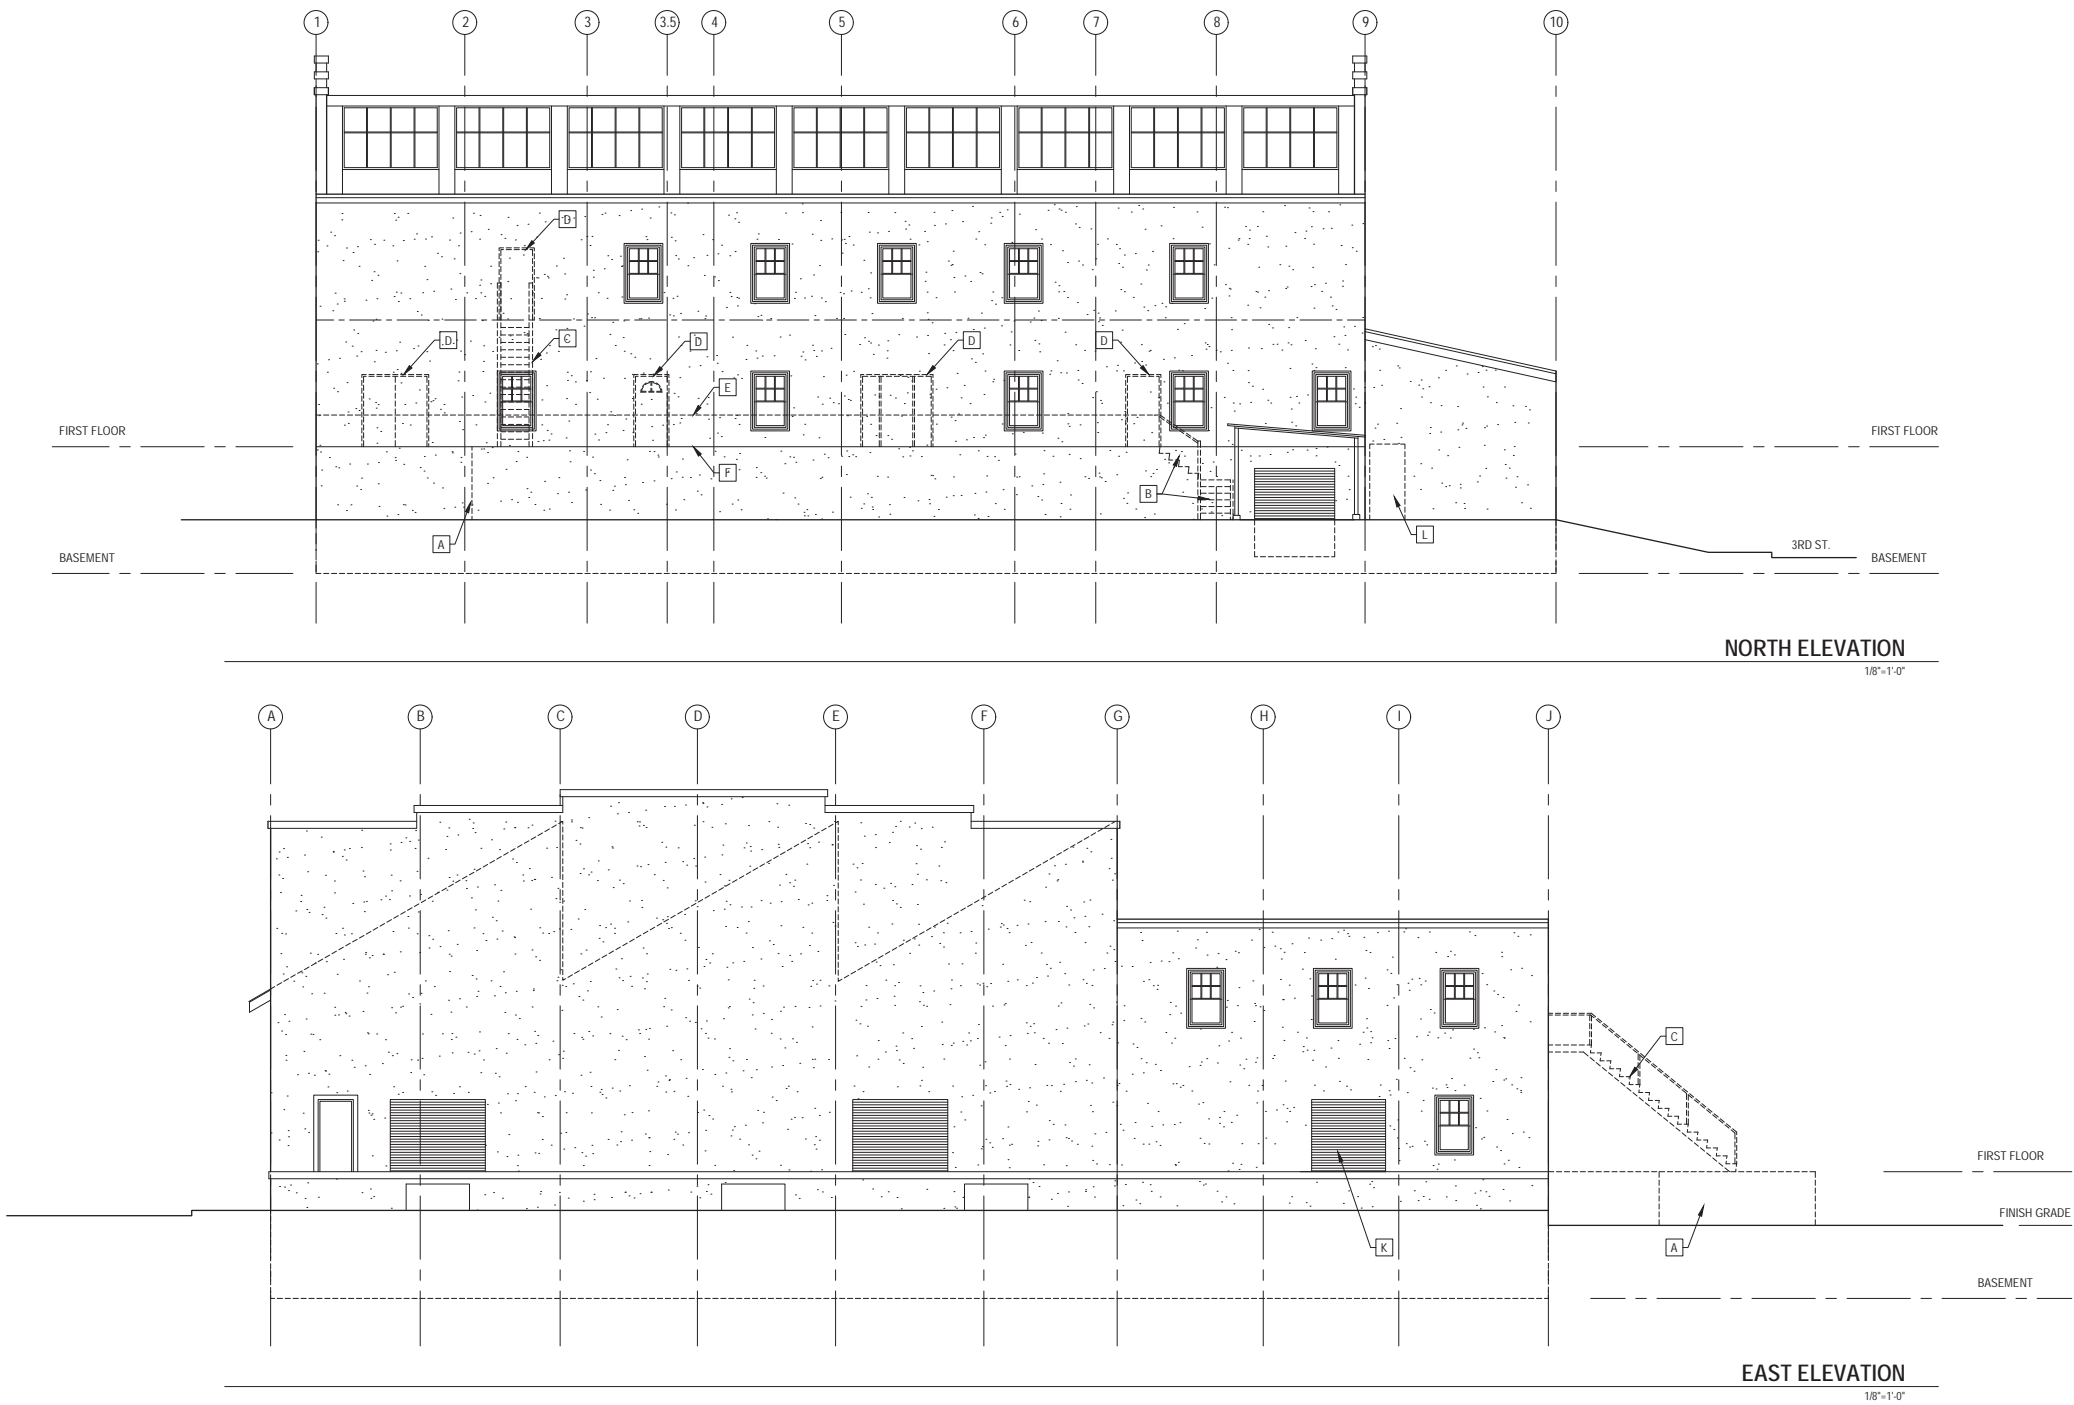 1 2 3 3.5 4 5 6 7 8 9 10
D
D C D D D
E
FIRST FLOOR FIRST FLOOR
F
B
A L
3RD ST.
BASEMENT BASEMENT
NORTH ELEVATION
1/8"=1'-0"
A B C D E F G H I J
C
FIRST FLOOR
FINISH GRADE
K A
BASEMENT
EAST ELEVATION
1/8"=1'-0"